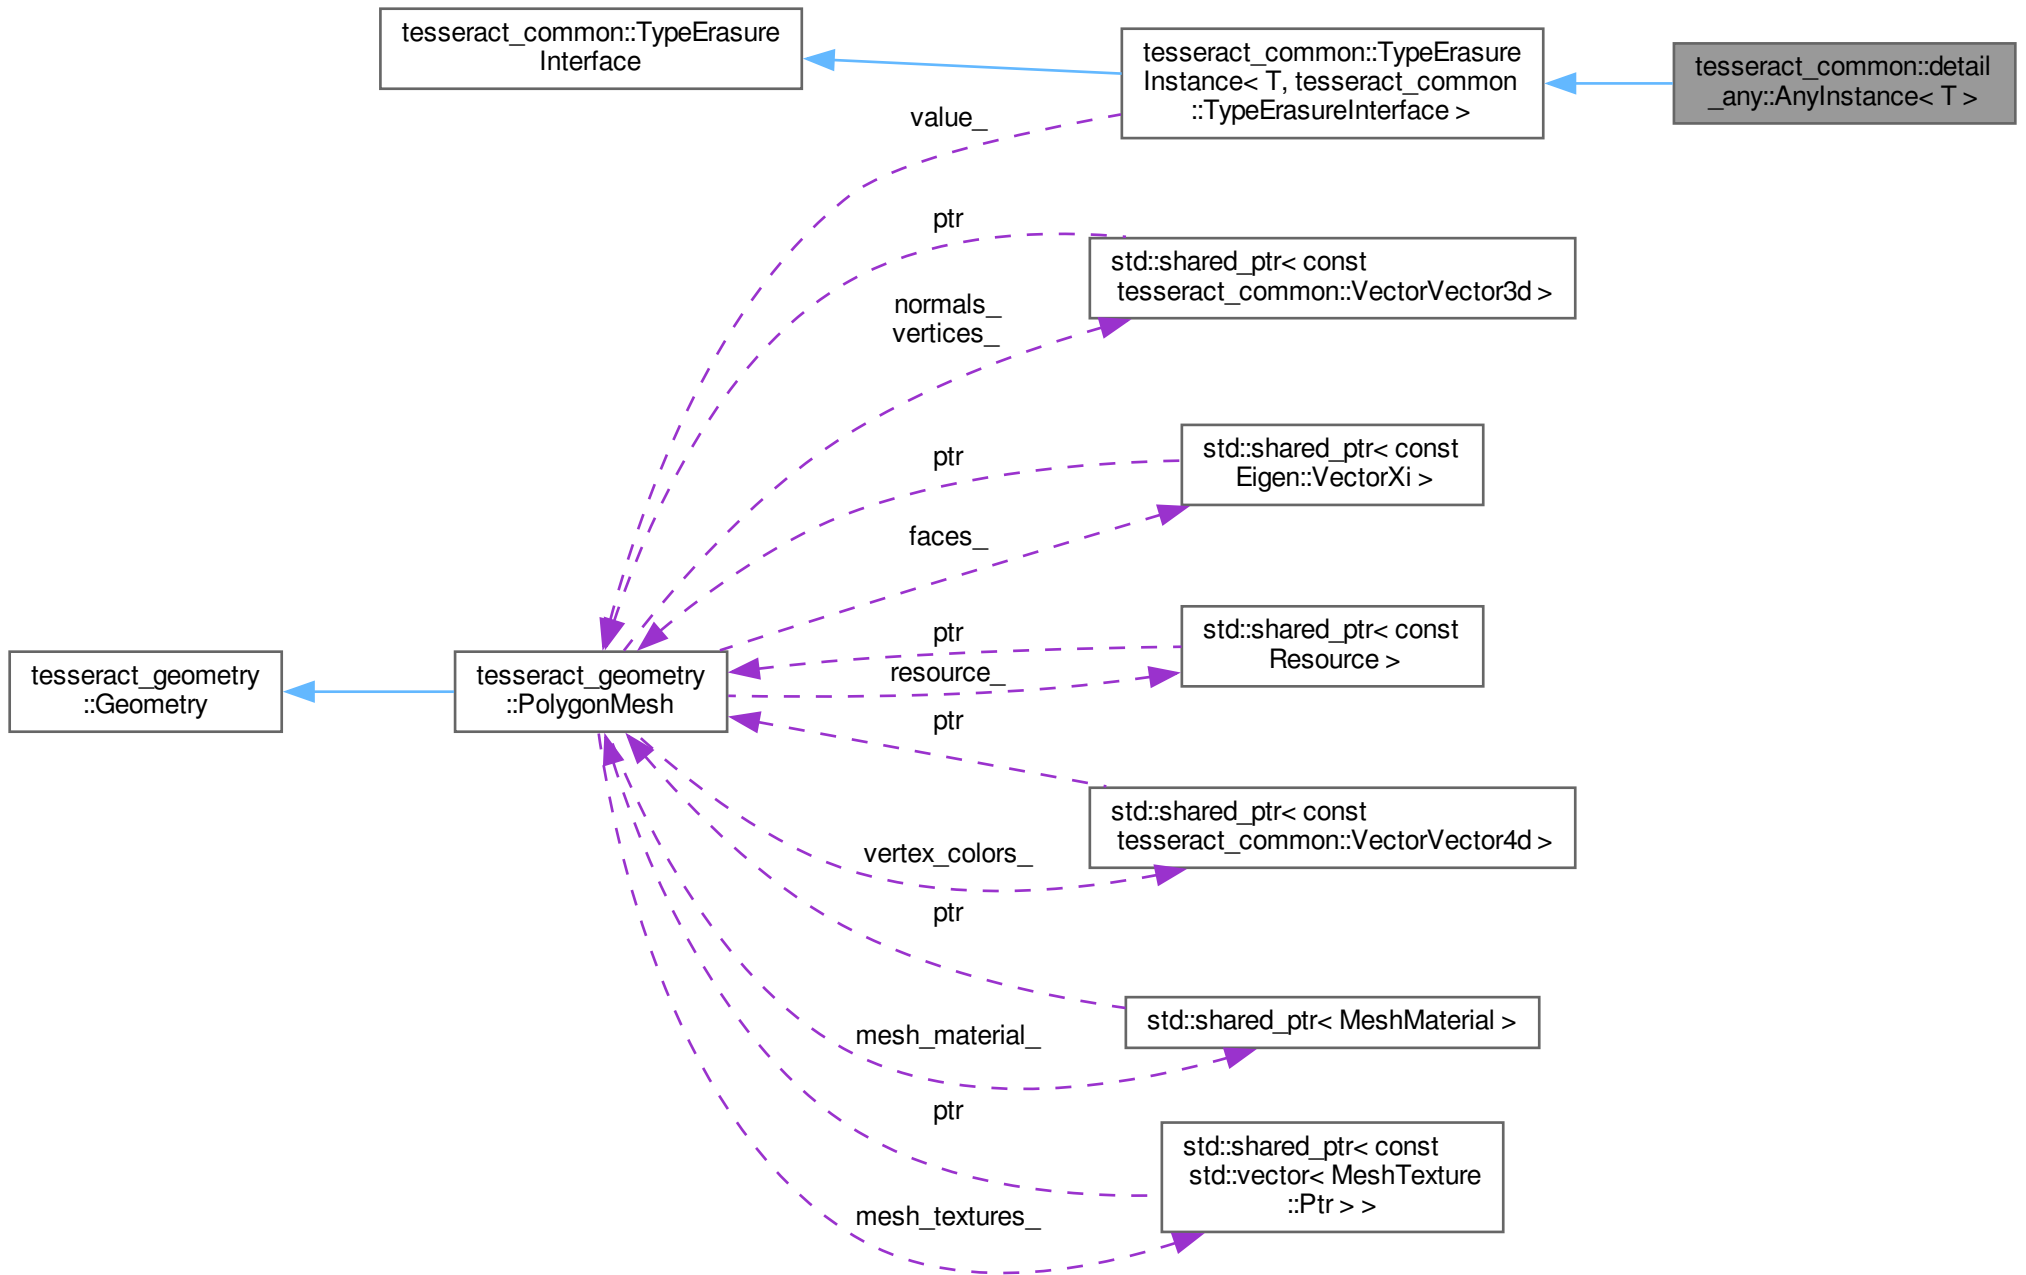 tesseract_common::TypeErasure
Interface
tesseract_common::TypeErasure
Instance< T, tesseract_common
::TypeErasureInterface >
tesseract_common::detail
_any::AnyInstance< T >
value_
ptr
std::shared_ptr< const
tesseract_common::VectorVector3d >
normals_
vertices_
ptr
std::shared_ptr< const
Eigen::VectorXi >
faces_
ptr
std::shared_ptr< const
Resource >
resource_
tesseract_geometry
::Geometry
tesseract_geometry
::PolygonMesh
ptr
std::shared_ptr< const
tesseract_common::VectorVector4d >
vertex_colors_
ptr
std::shared_ptr< MeshMaterial >
mesh_material_
ptr
std::shared_ptr< const
std::vector< MeshTexture
::Ptr > >
mesh_textures_